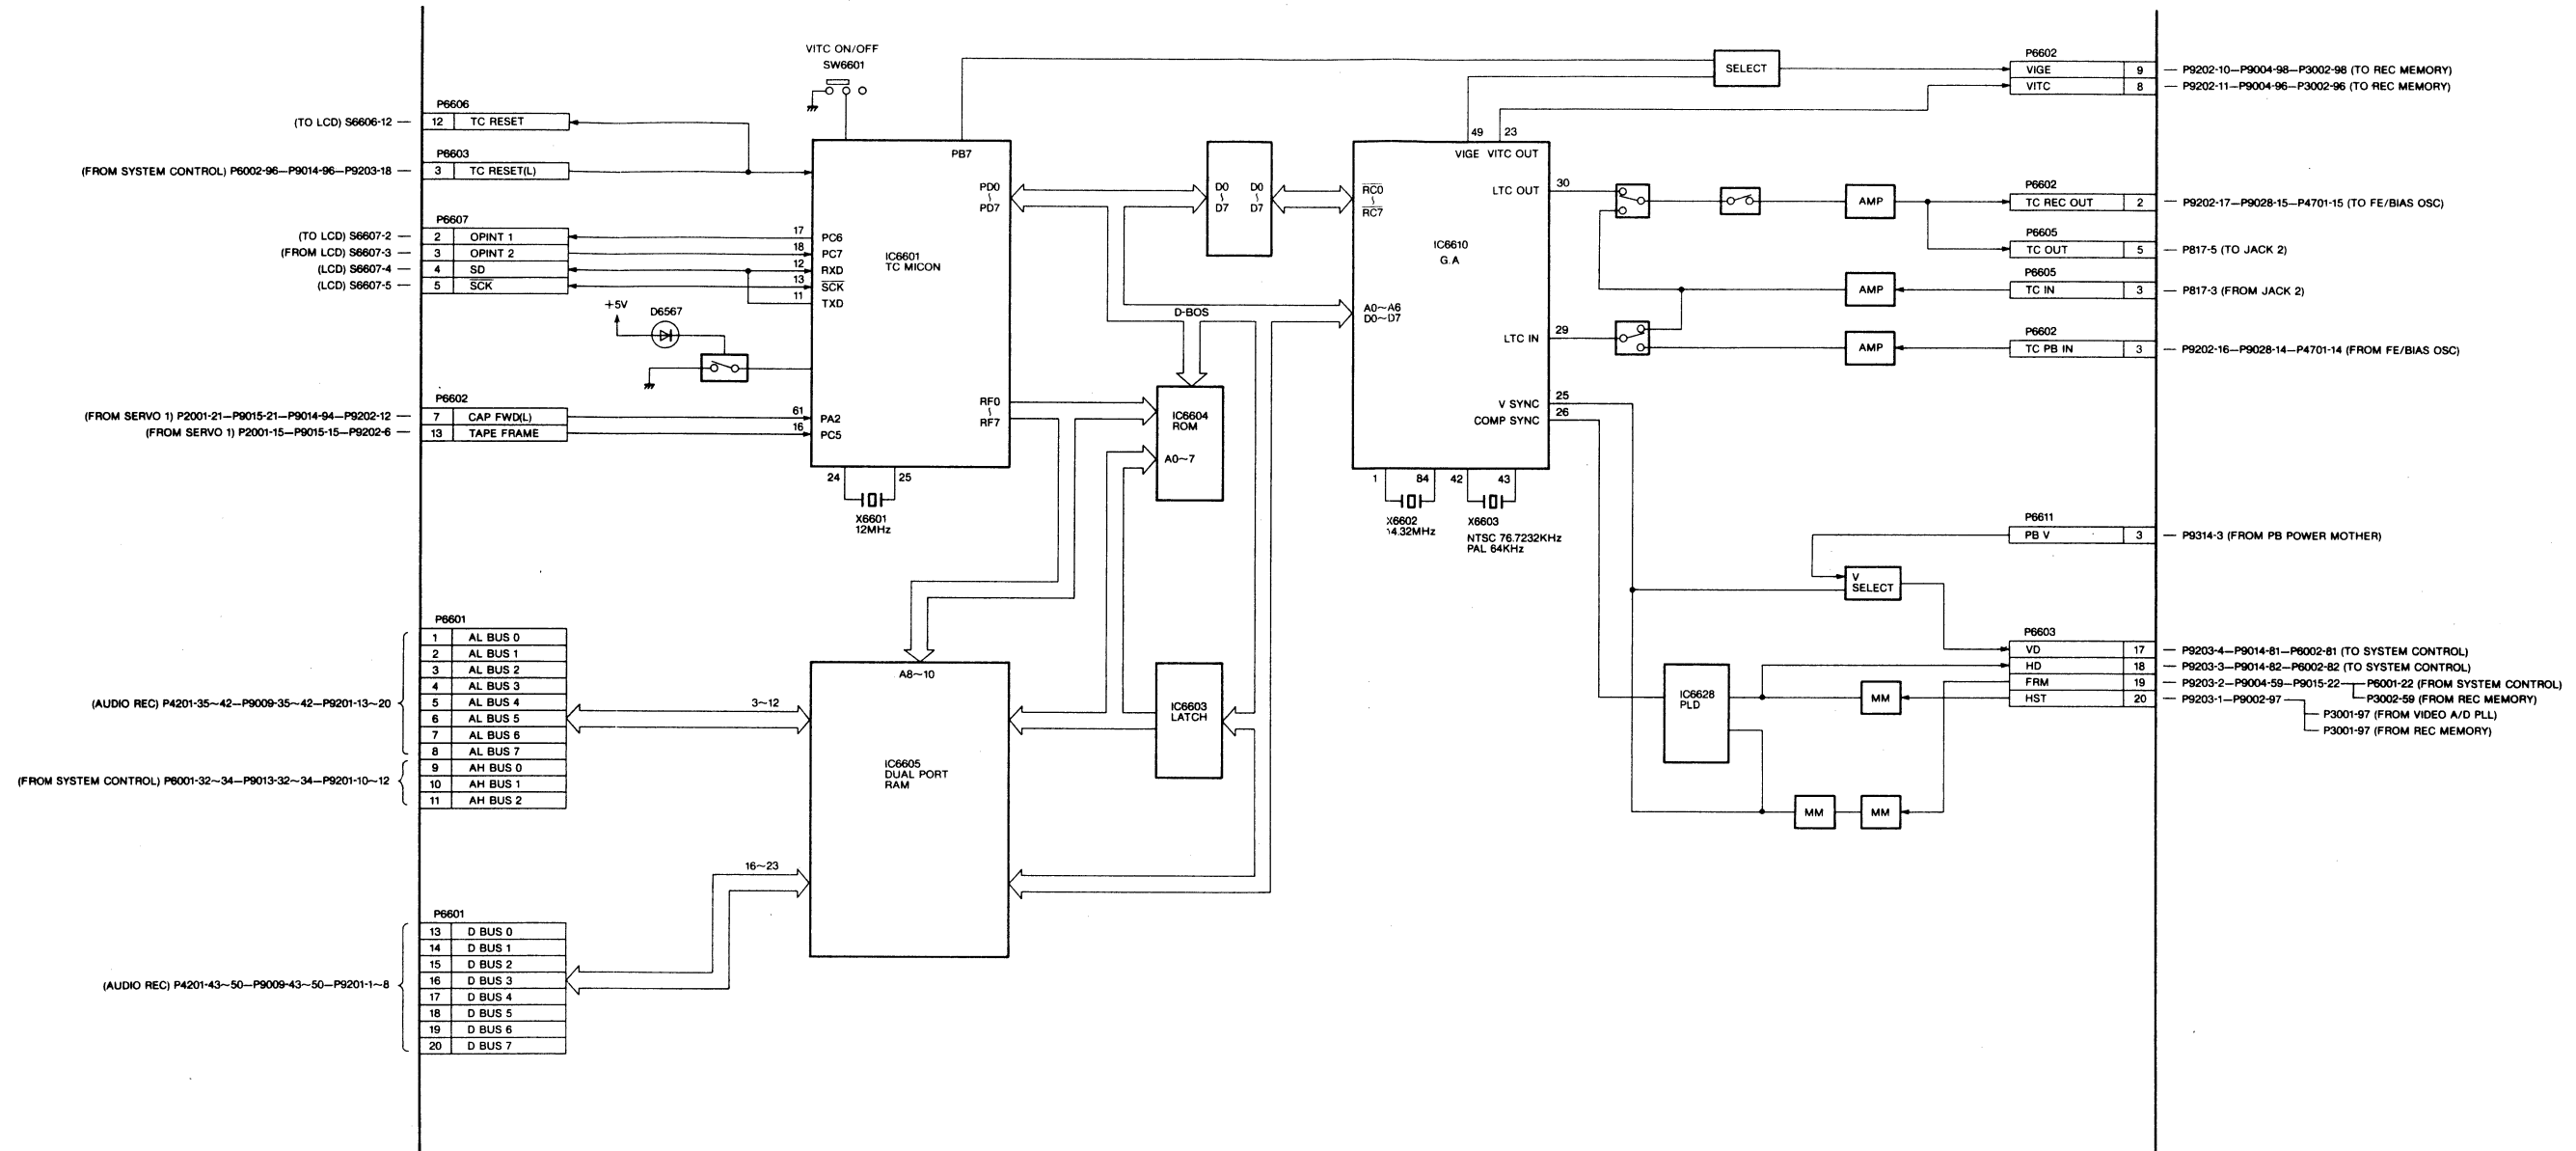 VITC ON/OFF
SW6601
P6606
(TO LCD) S6606-12
12 TC RESET
P6603
(FROM SYSTEM CONTROL) P6002-96—P9014-96—P9203-18
3 TC RESET(L)
P6607
(TO LCD) S6607-2
2 OPINT 1
(FROM LCD) S6607-3
3 OPINT 2
(LCD) S6607-4
4 SD
(LCD) S6607-5
5 SCK
+5V
D6567
P6602
(FROM SERVO 1) P2001-21—P9015-21—P9014-94—P9202-12
7 CAP FWD(L)
(FROM SERVO 1) P2001-15—P9015-15—P9202-6
13 TAPE FRAME
17
18
12
13
11
61
16
PB7
PD0
~
PD7
PC6
PC7
RXD
SCK
TXD
IC6601
TC MICON
PA2
PC5
RF0
~
RF7
24
25
X6601
12MHz
D0
~
D7
D0
~
D7
D-BOS
IC6604
ROM
A0~7
P6601
1 AL BUS 0
2 AL BUS 1
3 AL BUS 2
4 AL BUS 3
5 AL BUS 4
6 AL BUS 5
7 AL BUS 6
8 AL BUS 7
9 AH BUS 0
10 AH BUS 1
11 AH BUS 2
(AUDIO REC) P4201-35~42—P9009-35~42—P9201-13~20
(FROM SYSTEM CONTROL) P6001-32~34—P9013-32~34—P9201-10~12
3~12
A8~10
IC6605
DUAL PORT
RAM
IC6603
LATCH
16~23
P6601
13 D BUS 0
14 D BUS 1
15 D BUS 2
16 D BUS 3
17 D BUS 4
18 D BUS 5
19 D BUS 6
20 D BUS 7
(AUDIO REC) P4201-43~50—P9009-43~50—P9201-1~8
SELECT
49
23
VIGE VITC OUT
RC0
~
RC7
LTC OUT
30
IC6610
G.A
A0~A6
D0~D7
LTC IN
29
V SYNC
25
COMP SYNC
26
1
84
42
43
X6602
14.32MHz
X6603
NTSC 76.7232KHz
PAL 64KHz
AMP
AMP
AMP
P6602
VIGE 9
P9202-10—P9004-98—P3002-98 (TO REC MEMORY)
VITC 8
P9202-11—P9004-96—P3002-96 (TO REC MEMORY)
P6602
TC REC OUT 2
P9202-17—P9028-15—P4701-15 (TO FE/BIAS OSC)
P6605
TC OUT 5
P817-5 (TO JACK 2)
P6605
TC IN 3
P817-3 (FROM JACK 2)
P6602
TC PB IN 3
P9202-16—P9028-14—P4701-14 (FROM FE/BIAS OSC)
P6611
PB V 3
P9314-3 (FROM PB POWER MOTHER)
V
SELECT
P6603
VD 17
P9203-4—P9014-81—P6002-81 (TO SYSTEM CONTROL)
HD 18
P9203-3—P9014-82—P6002-82 (TO SYSTEM CONTROL)
FRM 19
P9203-2—P9004-59—P9015-22—P6001-22 (FROM SYSTEM CONTROL)
HST 20
P9203-1—P9002-97
P3002-59 (FROM REC MEMORY)
P3001-97 (FROM VIDEO A/D PLL)
P3001-97 (FROM REC MEMORY)
IC6628
PLD
MM
MM
MM